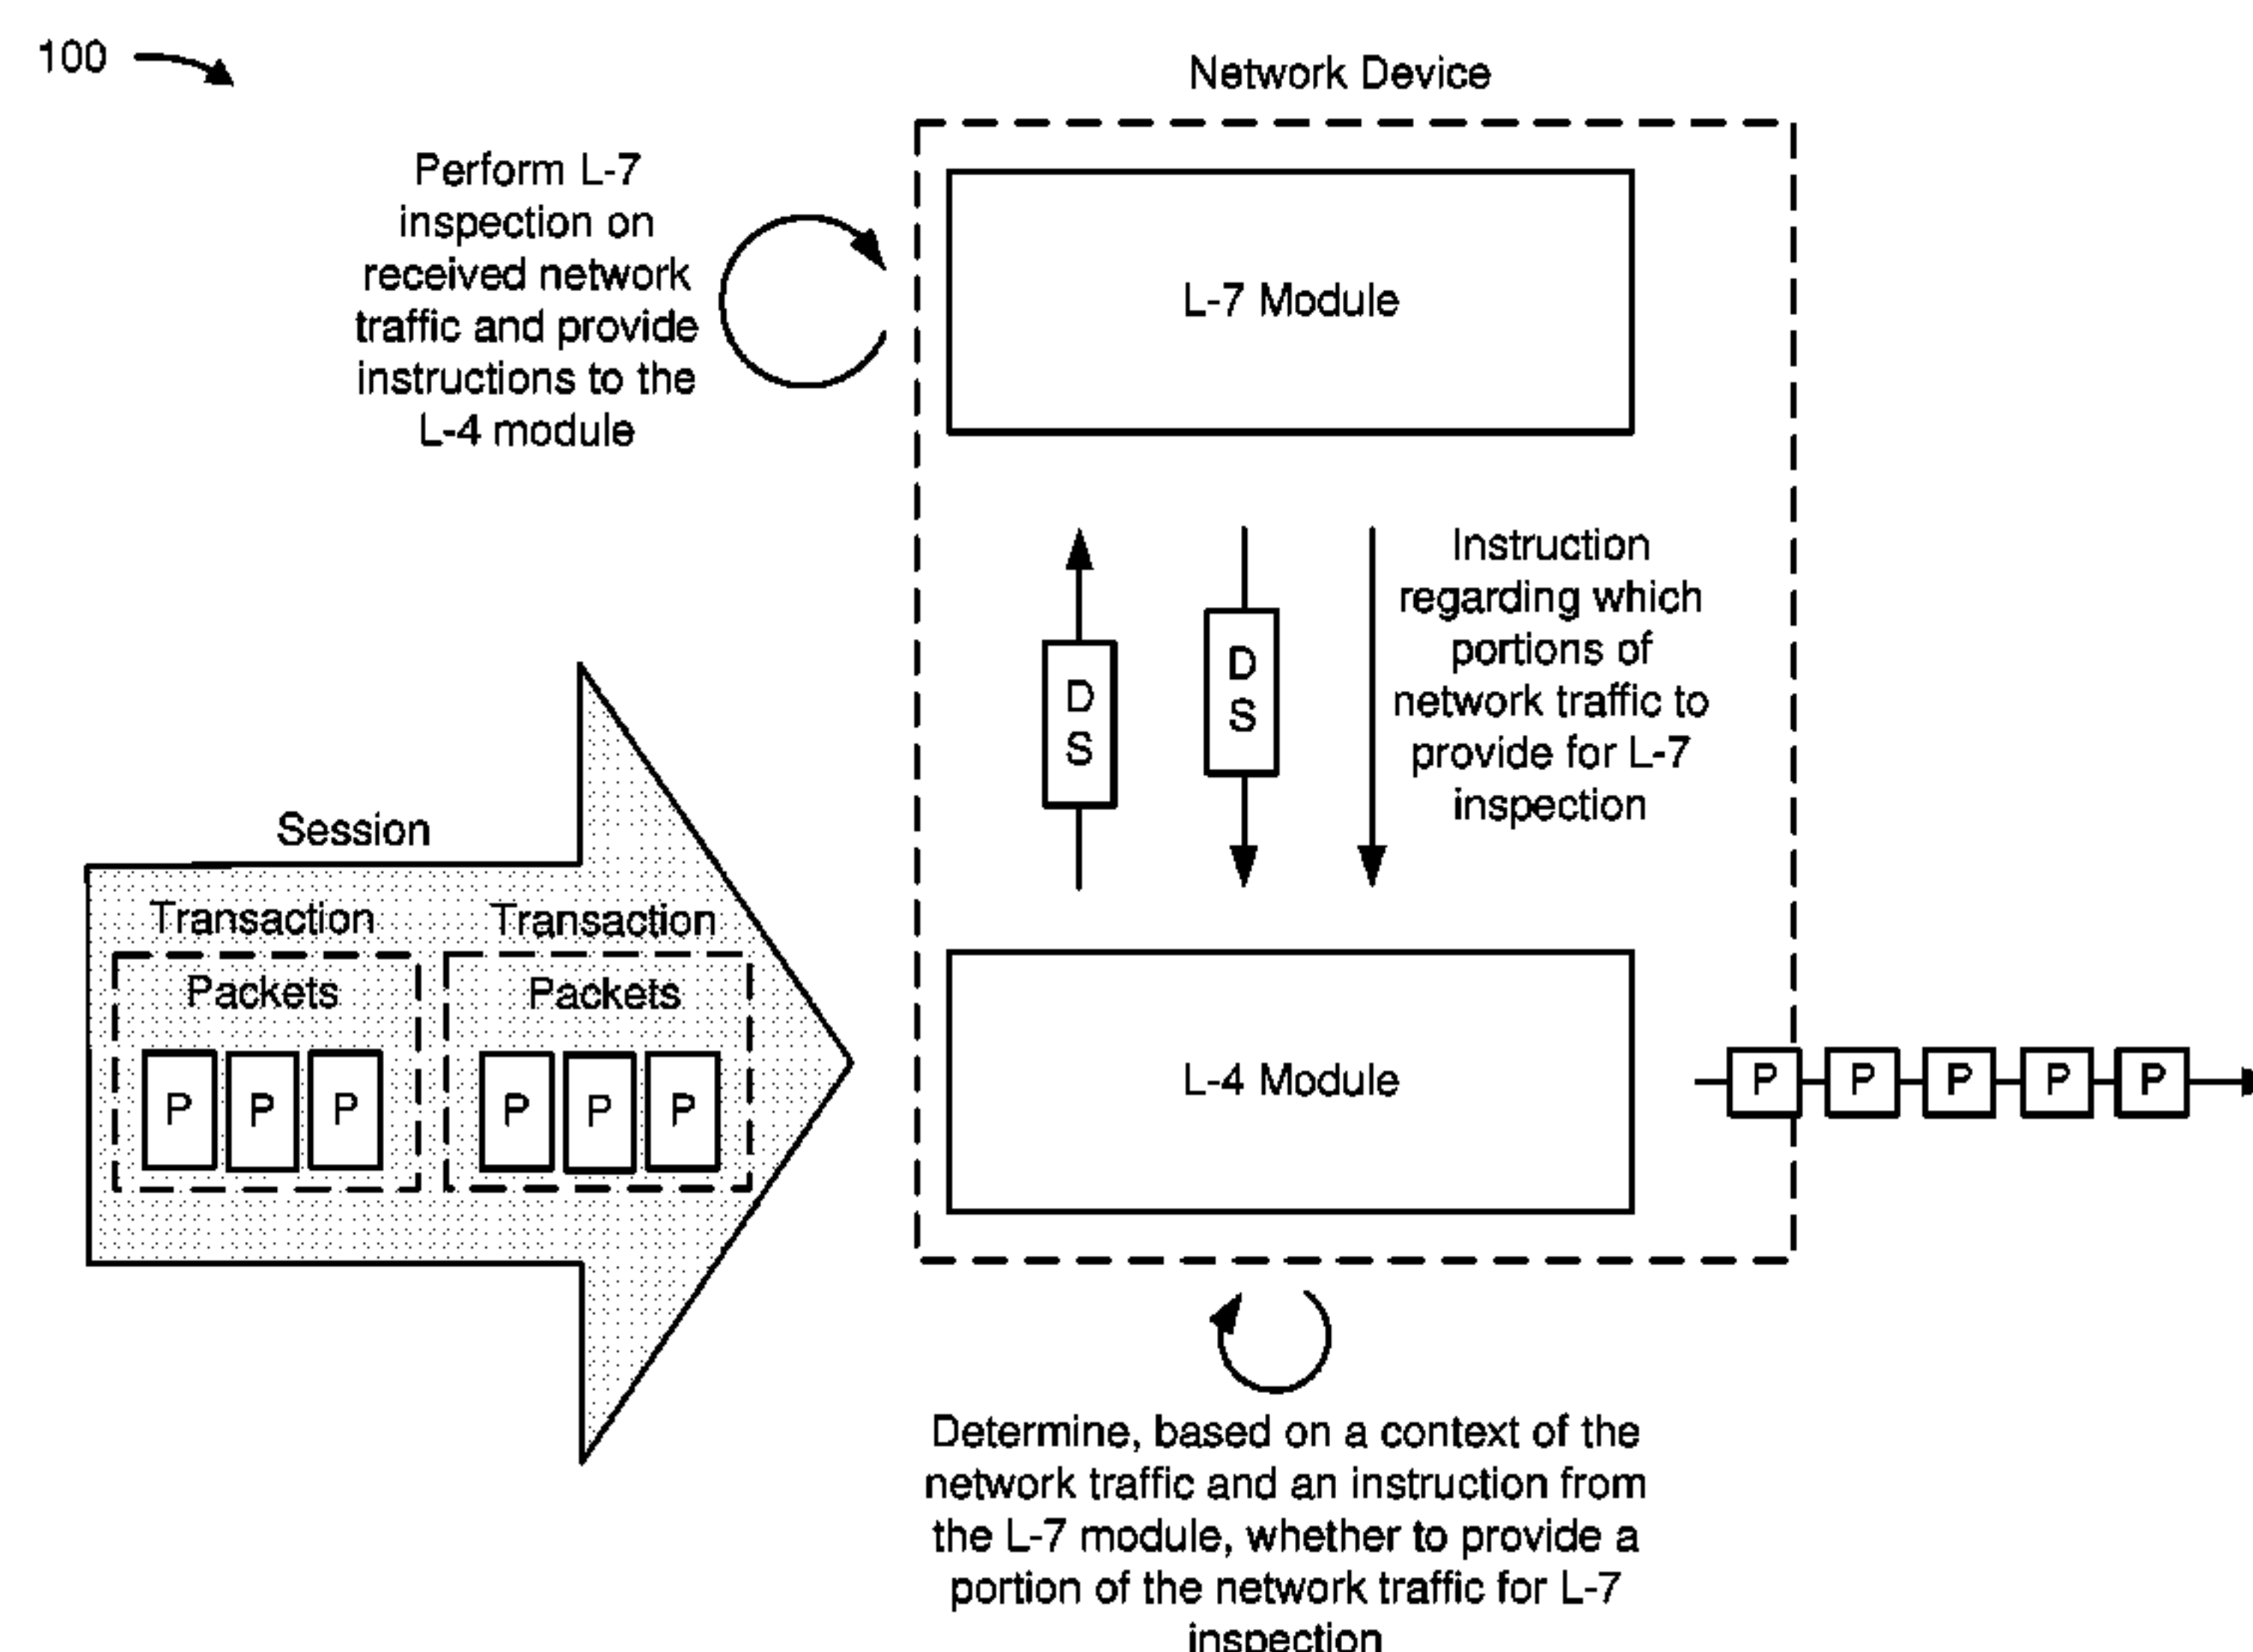 100
Network Device
Perform L-7
inspection on
received network
traffic and provide
instructions to the
L-4 module
L-7 Module
D
S
D
S
Instruction
regarding which
portions of
network traffic to
provide for L-7
inspection
Session
Transaction
Packets
P P P
Transaction
Packets
P P P
L-4 Module
P P P P P
Determine, based on a context of the
network traffic and an instruction from
the L-7 module, whether to provide a
portion of the network traffic for L-7
inspection